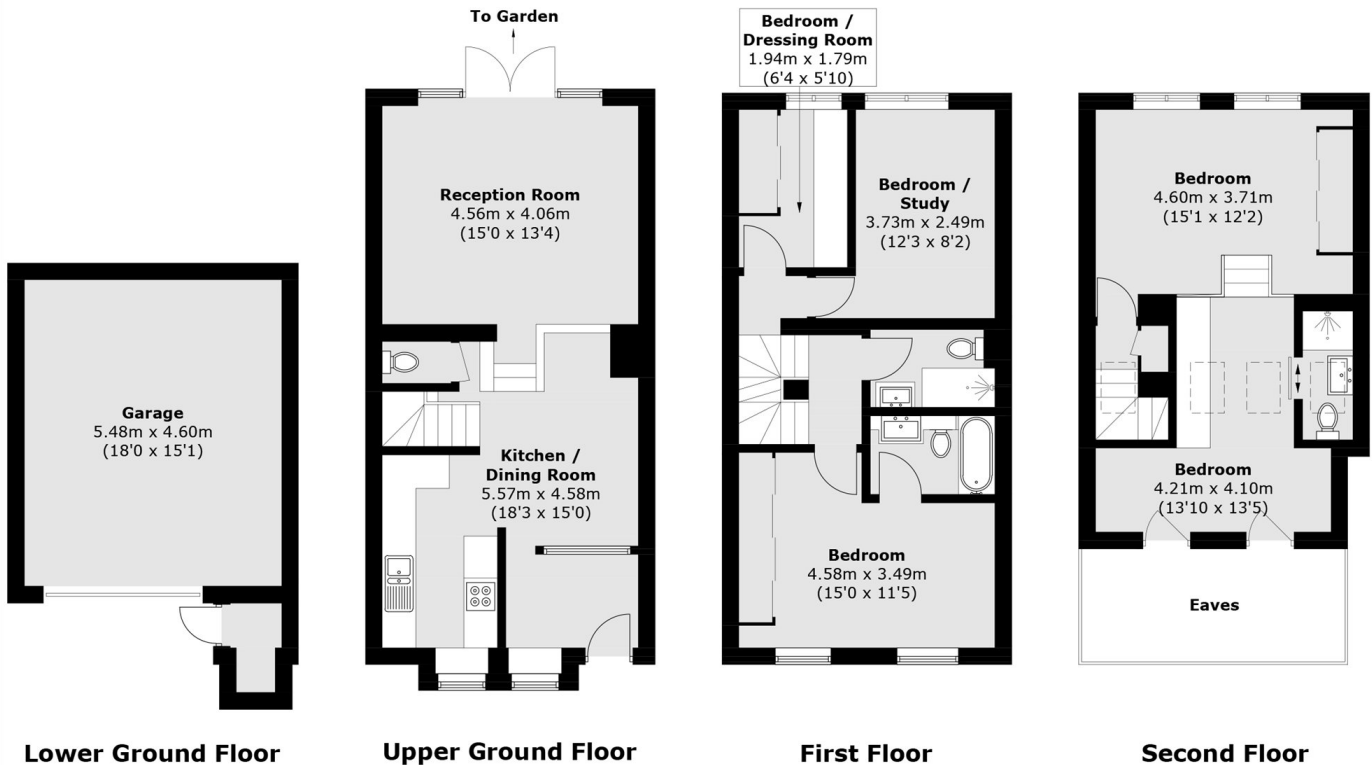 To Garden
Bedroom /
Dressing Room
1.94m x 1.79m
(6'4 x 5'10)
Reception Room
4.56m x 4.06m
(15'0 x 13'4)
Bedroom /
Study
3.73m x 2.49m
(12'3 x 8'2)
Bedroom
4.60m x 3.71m
(15'1 x 12'2)
Garage
5.48m x 4.60m
(18'0 x 15'1)
Kitchen /
Dining Room
5.57m x 4.58m
(18'3 x 15'0)
Bedroom
4.58m x 3.49m
(15'0 x 11'5)
Bedroom
4.21m x 4.10m
(13'10 x 13'5)
Eaves
Lower Ground Floor
Upper Ground Floor
First Floor
Second Floor